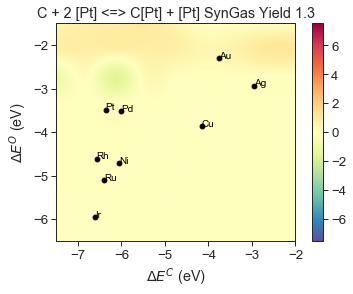 C + 2 [Pt] <=> C[Pt] + [Pt] SynGas Yield 1.3
−2
−3
−4
−5
−6
ΔE^O (eV)
Au
Ag
Pt
Pd
Cu
Rh
Ni
Ru
Ir
−7
−6
−5
−4
−3
−2
ΔE^C (eV)
6
4
2
0
−2
−4
−6